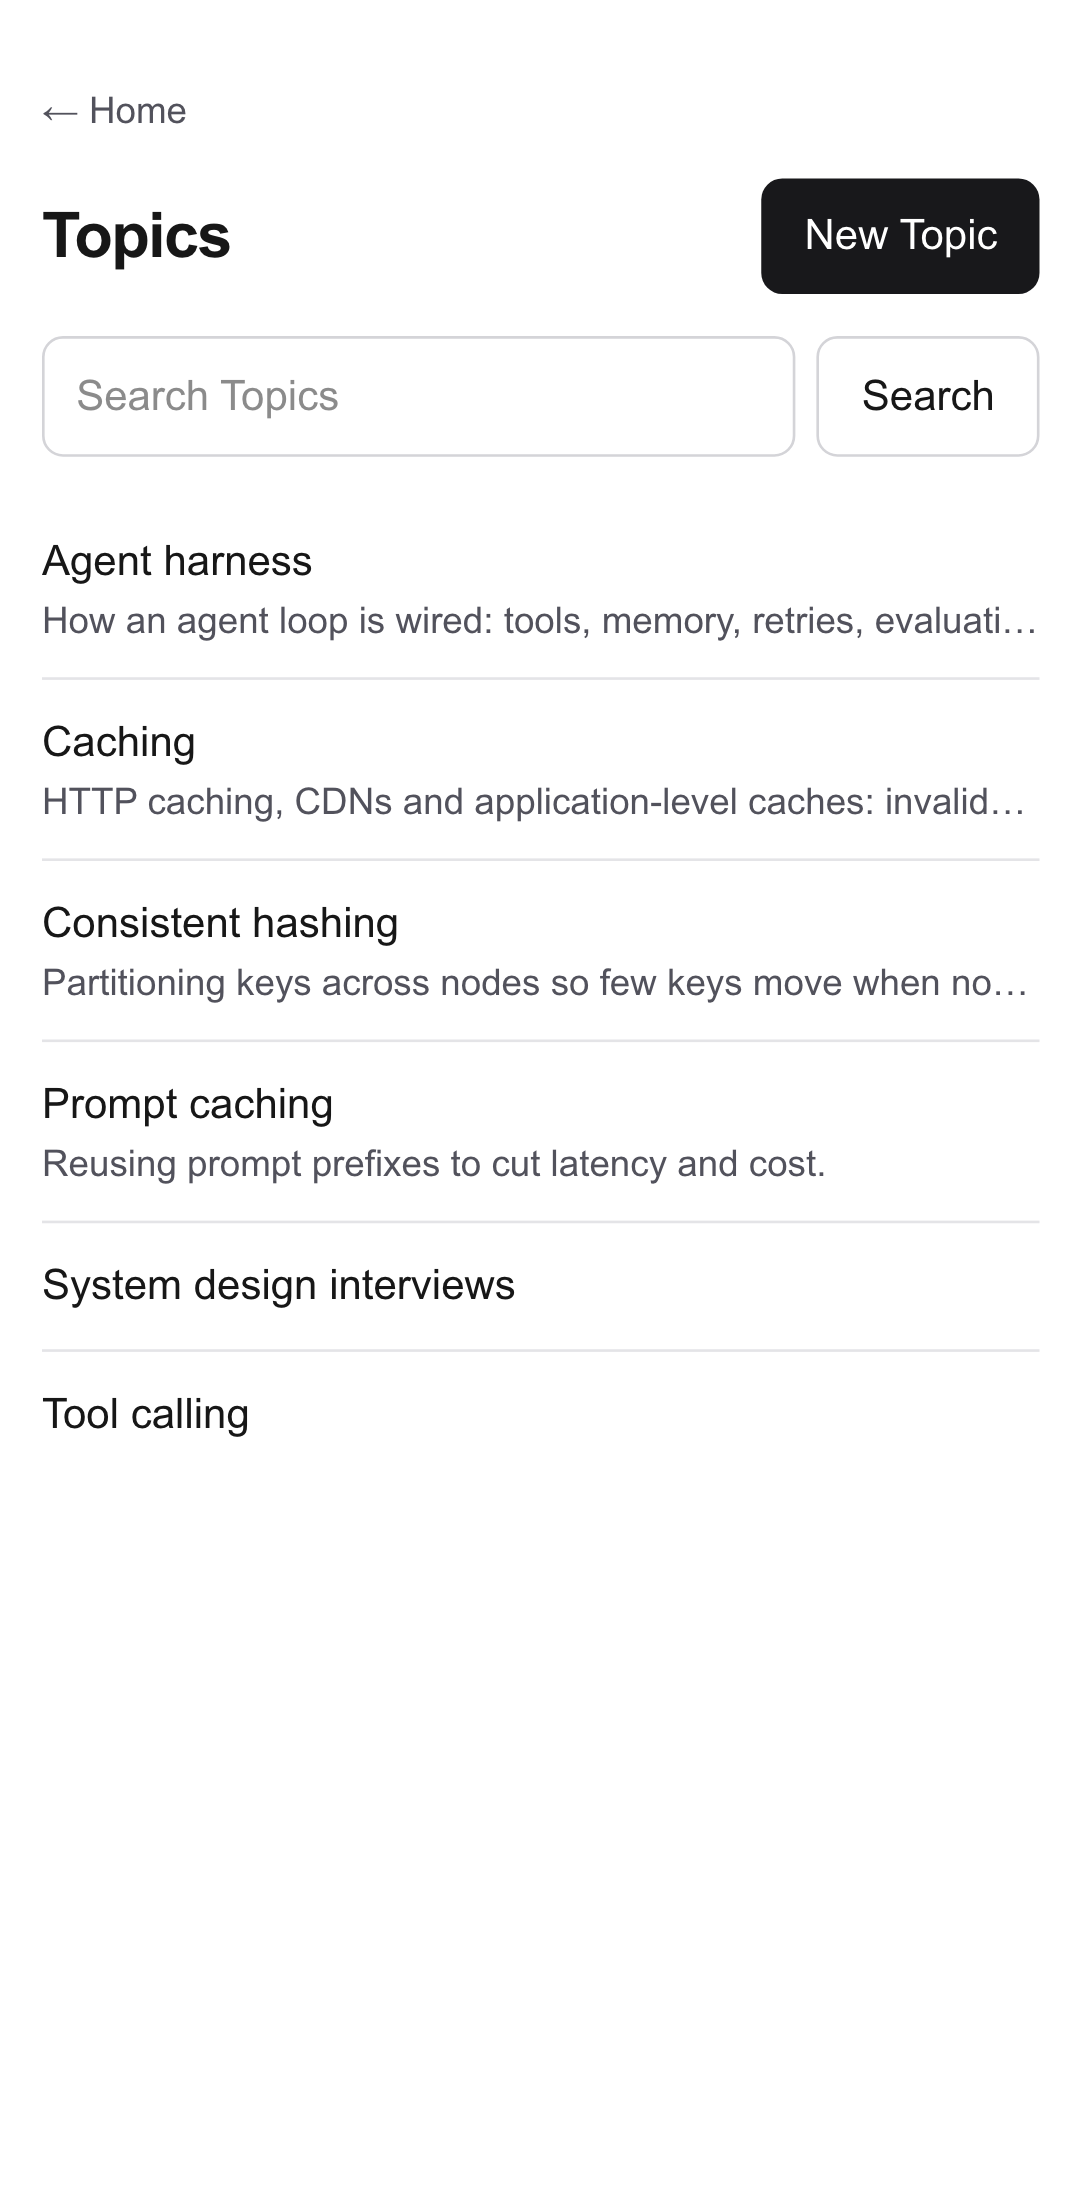 ← Home
Topics
New Topic
Search Topics
Search
Agent harness
How an agent loop is wired: tools, memory, retries, evaluati…
Caching
HTTP caching, CDNs and application-level caches: invalid…
Consistent hashing
Partitioning keys across nodes so few keys move when no…
Prompt caching
Reusing prompt prefixes to cut latency and cost.
System design interviews
Tool calling